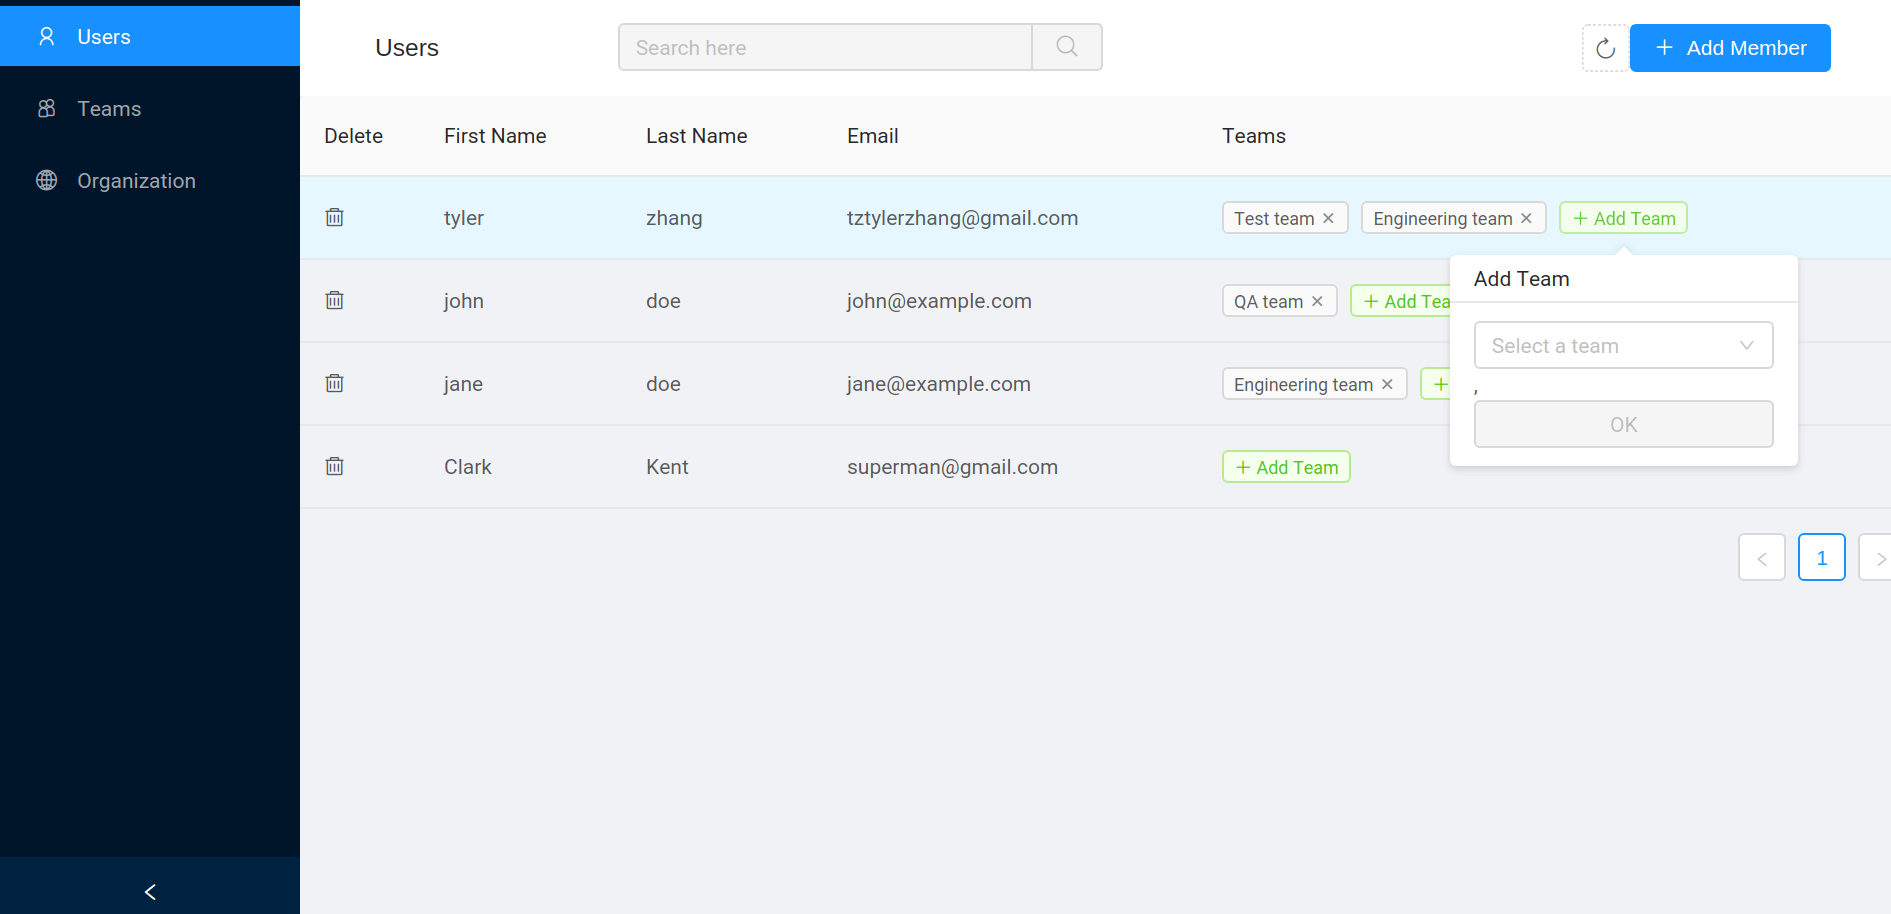 Users
Teams
Organization
Users
Search here
Add Member
Delete First Name Last Name Email Teams
tyler zhang tztylerzhang@gmail.com Test team Engineering team Add Team
john doe john@example.com QA team Add Tea
jane doe jane@example.com Engineering team
Clark Kent superman@gmail.com Add Team
Add Team
Select a team
,
OK
1